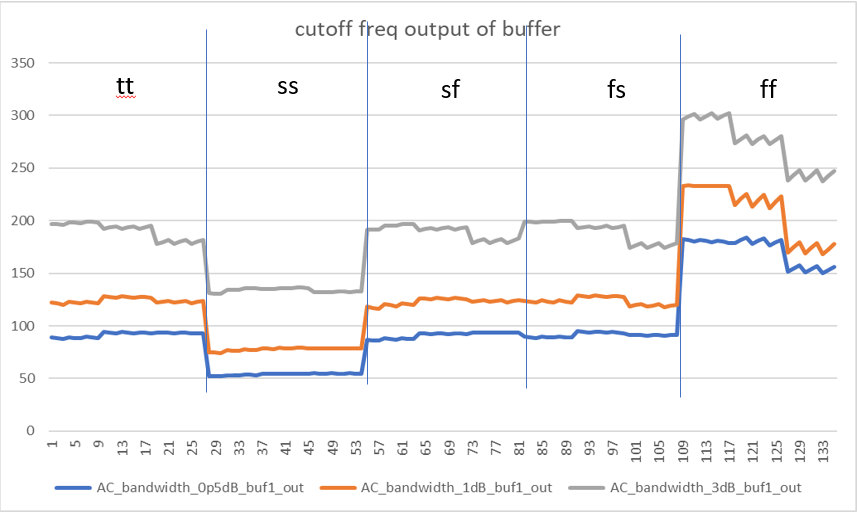 cutoff freq output of buffer
350
300
250
200
150
100
50
0
tt
ss
sf
fs
ff
1 5 9 13 17 21 25 29 33 37 41 45 49 53 57 61 65 69 73 77 81 85 89 93 97 101 105 109 113 117 121 125 129 133
AC_bandwidth_0p5dB_buf1_out AC_bandwidth_1dB_buf1_out AC_bandwidth_3dB_buf1_out